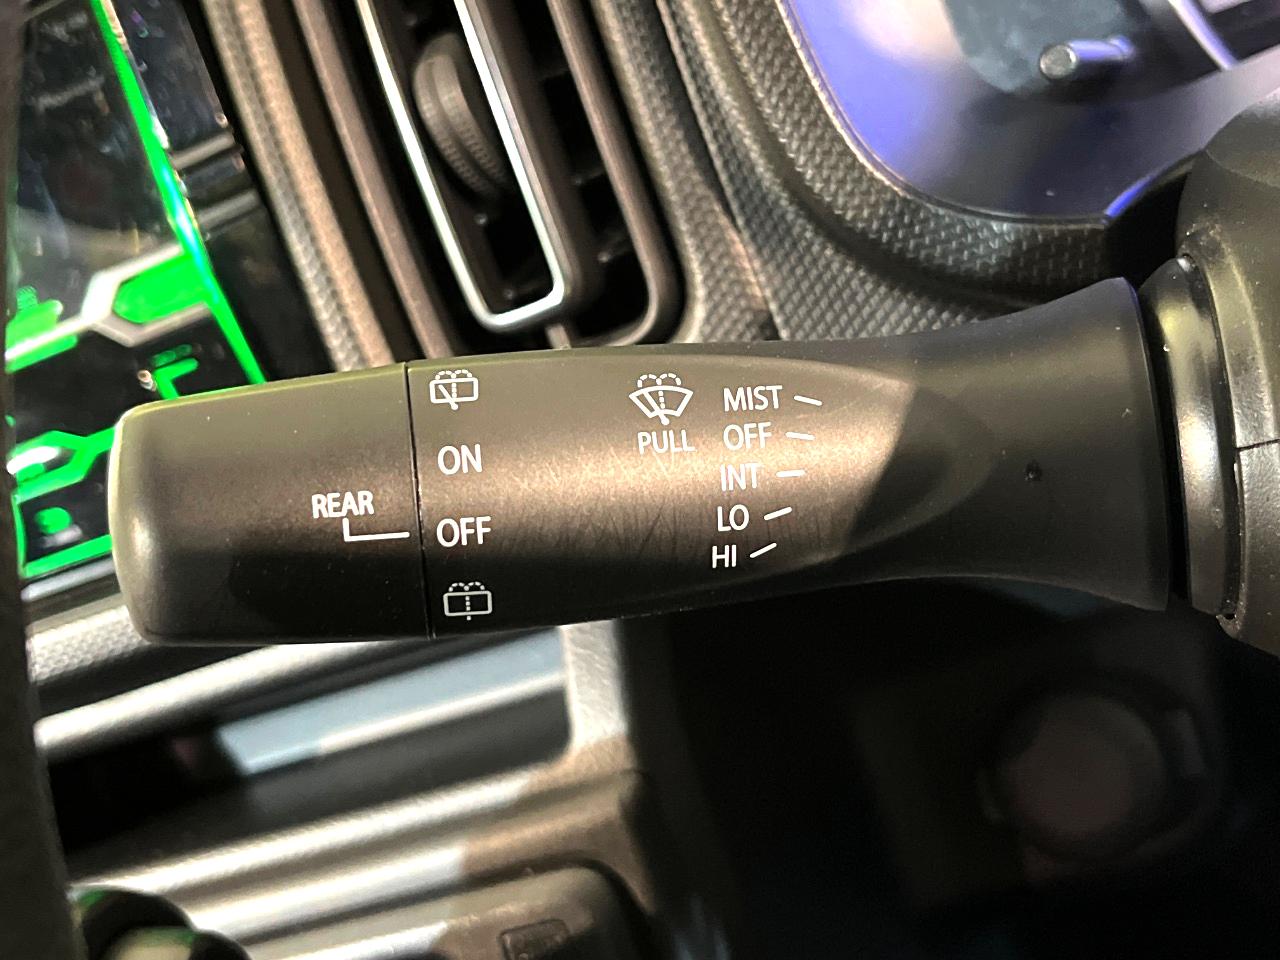 REAR
ON
OFF
PULL
MIST
OFF
INT
LO
HI